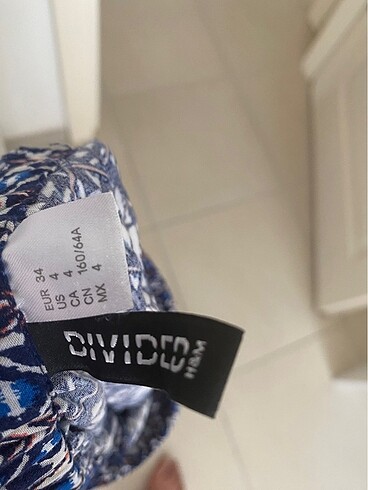 EUR 34
US 4
CA 4
CN 160/64A
MX 4
DIVIDED
H&M